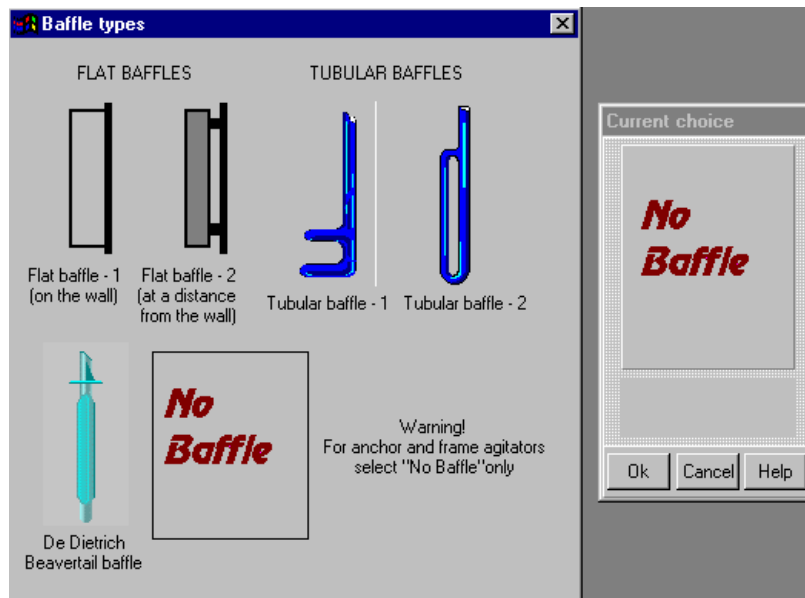 Baffle types
FLAT BAFFLES
TUBULAR BAFFLES
Flat baffle - 1
(on the wall)
Flat baffle - 2
(at a distance
from the wall)
Tubular baffle - 1
Tubular baffle - 2
De Dietrich
Beavertail baffle
No
Baffle
Warning!
For anchor and frame agitators
select "No Baffle"only
Current choice
No
Baffle
Ok
Cancel
Help